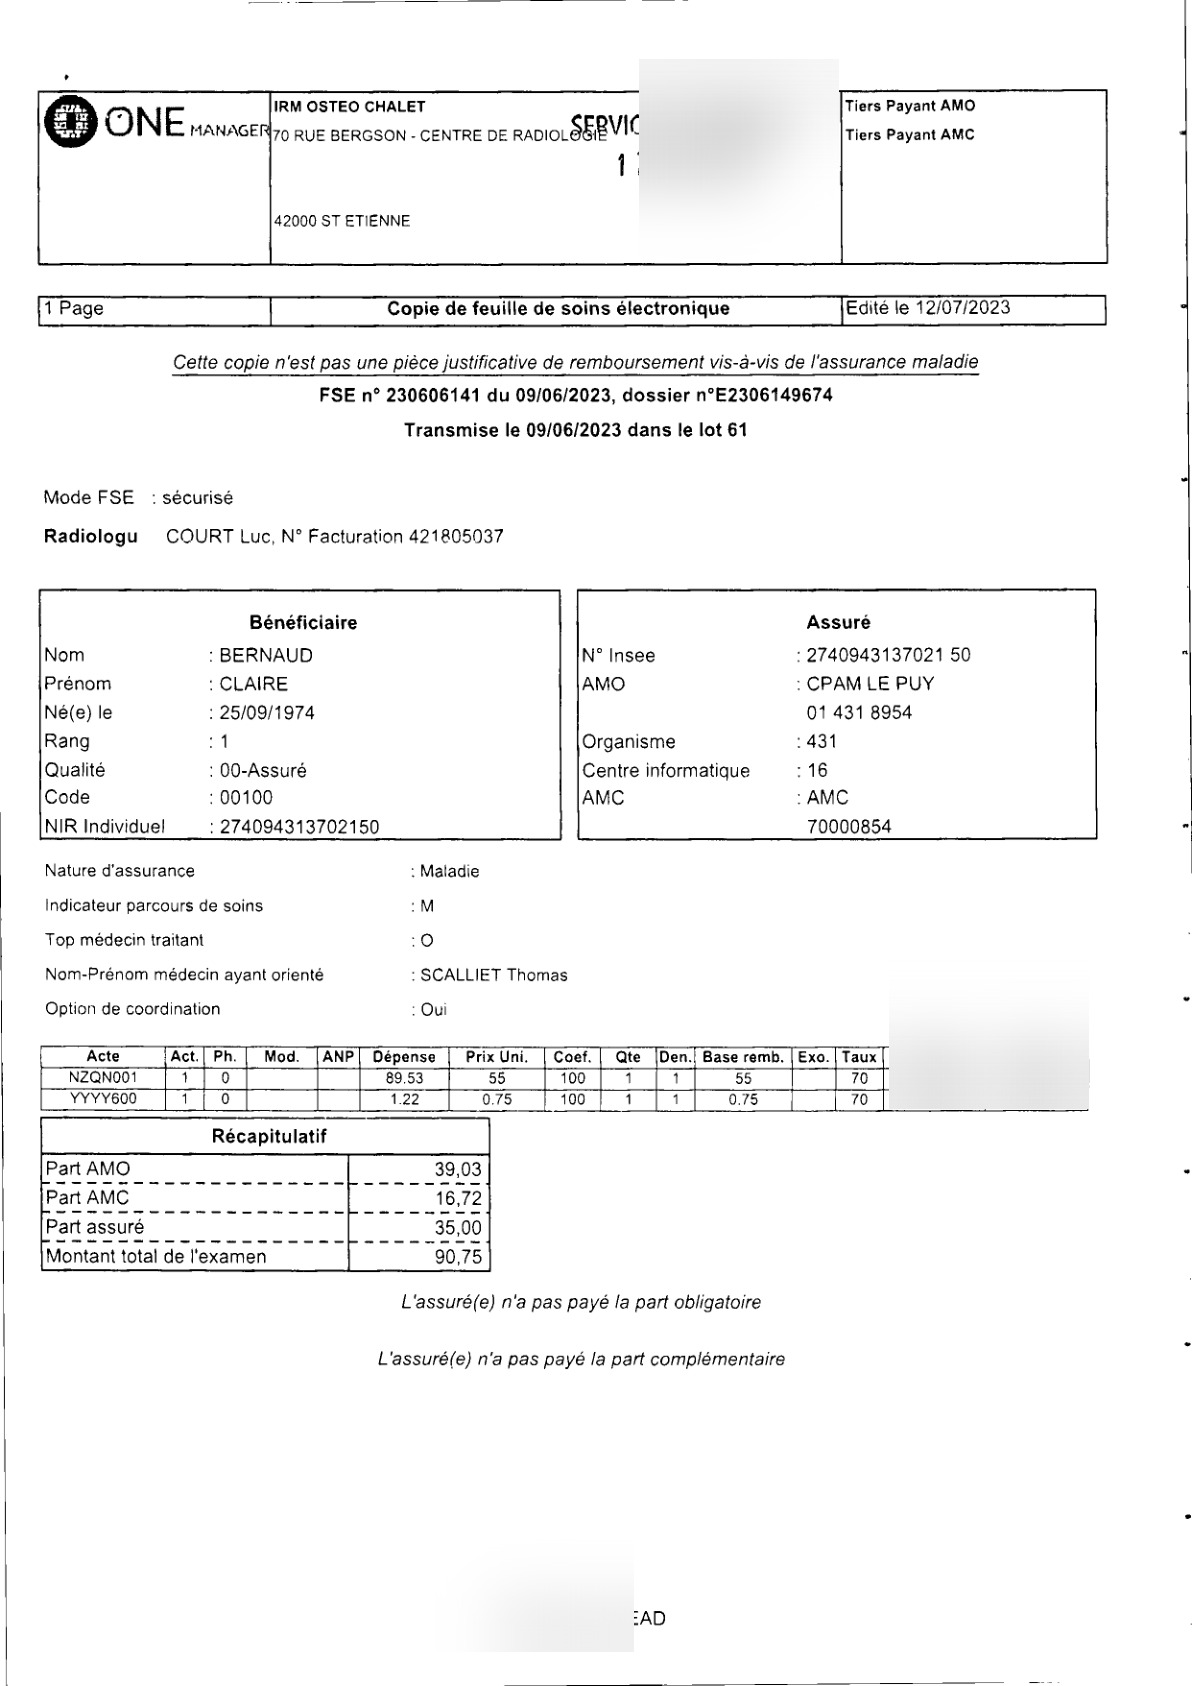 ONE MANAGER
IRM OSTEO CHALET
70 RUE BERGSON - CENTRE DE RADIOLOGIE
42000 ST ETIENNE
Tiers Payant AMO
Tiers Payant AMC
1 Page
Copie de feuille de soins électronique
Edité le 12/07/2023
Cette copie n'est pas une pièce justificative de remboursement vis-à-vis de l'assurance maladie
FSE n° 230606141 du 09/06/2023, dossier n°E2306149674
Transmise le 09/06/2023 dans le lot 61
Mode FSE : sécurisé
Radiologu COURT Luc, N° Facturation 421805037
Bénéficiaire
Nom : BERNAUD
Prénom : CLAIRE
Né(e) le : 25/09/1974
Rang : 1
Qualité : 00-Assuré
Code : 00100
NIR Individuel : 274094313702150
Assuré
N° Insee : 2740943137021 50
AMO : CPAM LE PUY
01 431 8954
Organisme : 431
Centre informatique : 16
AMC : AMC
70000854
Nature d'assurance : Maladie
Indicateur parcours de soins : M
Top médecin traitant : O
Nom-Prénom médecin ayant orienté : SCALLIET Thomas
Option de coordination : Oui
Acte Act. Ph. Mod. ANP Dépense Prix Uni. Coef. Qte Den. Base remb. Exo. Taux
NZQN001 1 0 89.53 55 100 1 1 55 70
YYYY600 1 0 1.22 0.75 100 1 1 0.75 70
Récapitulatif
Part AMO 39,03
Part AMC 16,72
Part assuré 35,00
Montant total de l'examen 90,75
L'assuré(e) n'a pas payé la part obligatoire
L'assuré(e) n'a pas payé la part complémentaire